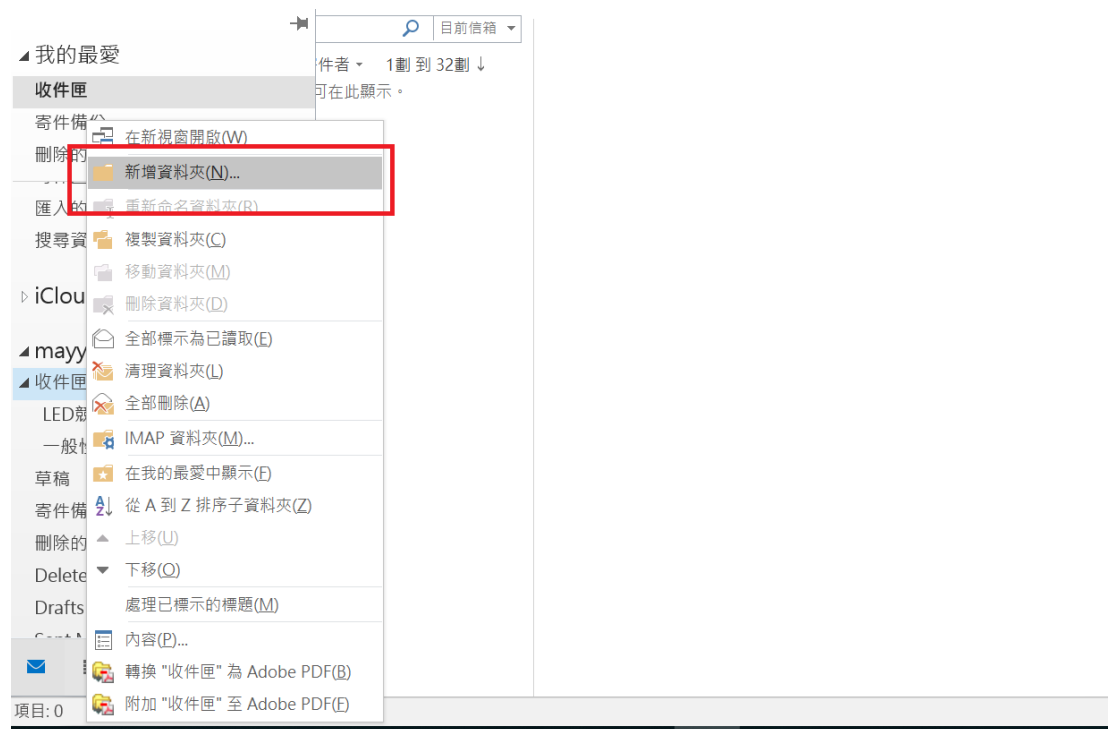 目前信箱
我的最愛
件者 1劃 到 32劃 ↓
收件匣
可在此顯示。
寄件備份
在新視窗開啟(W)
刪除的
新增資料夾(N)...
匯入的
重新命名資料夾(R)
搜尋資
複製資料夾(C)
移動資料夾(M)
iClou
刪除資料夾(D)
全部標示為已讀取(E)
mayy
清理資料夾(L)
收件匣
全部刪除(A)
LED競
IMAP 資料夾(M)...
一般性
在我的最愛中顯示(F)
草稿
從 A 到 Z 排序子資料夾(Z)
寄件備
上移(U)
刪除的
下移(O)
Delete
處理已標示的標題(M)
Drafts
內容(P)...
轉換 "收件匣" 為 Adobe PDF(B)
附加 "收件匣" 至 Adobe PDF(F)
項目: 0